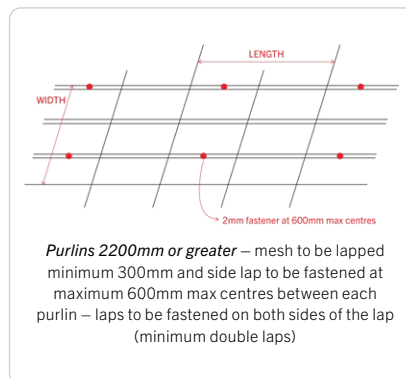 LENGTH
WIDTH
2mm fastener at 600mm max centres
Purlins 2200mm or greater – mesh to be lapped
minimum 300mm and side lap to be fastened at
maximum 600mm max centres between each
purlin – laps to be fastened on both sides of the lap
(minimum double laps)